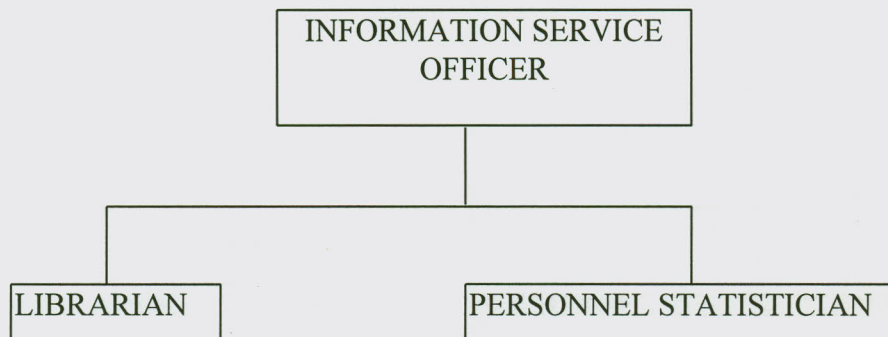 INFORMATION SERVICE
OFFICER
LIBRARIAN
PERSONNEL STATISTICIAN